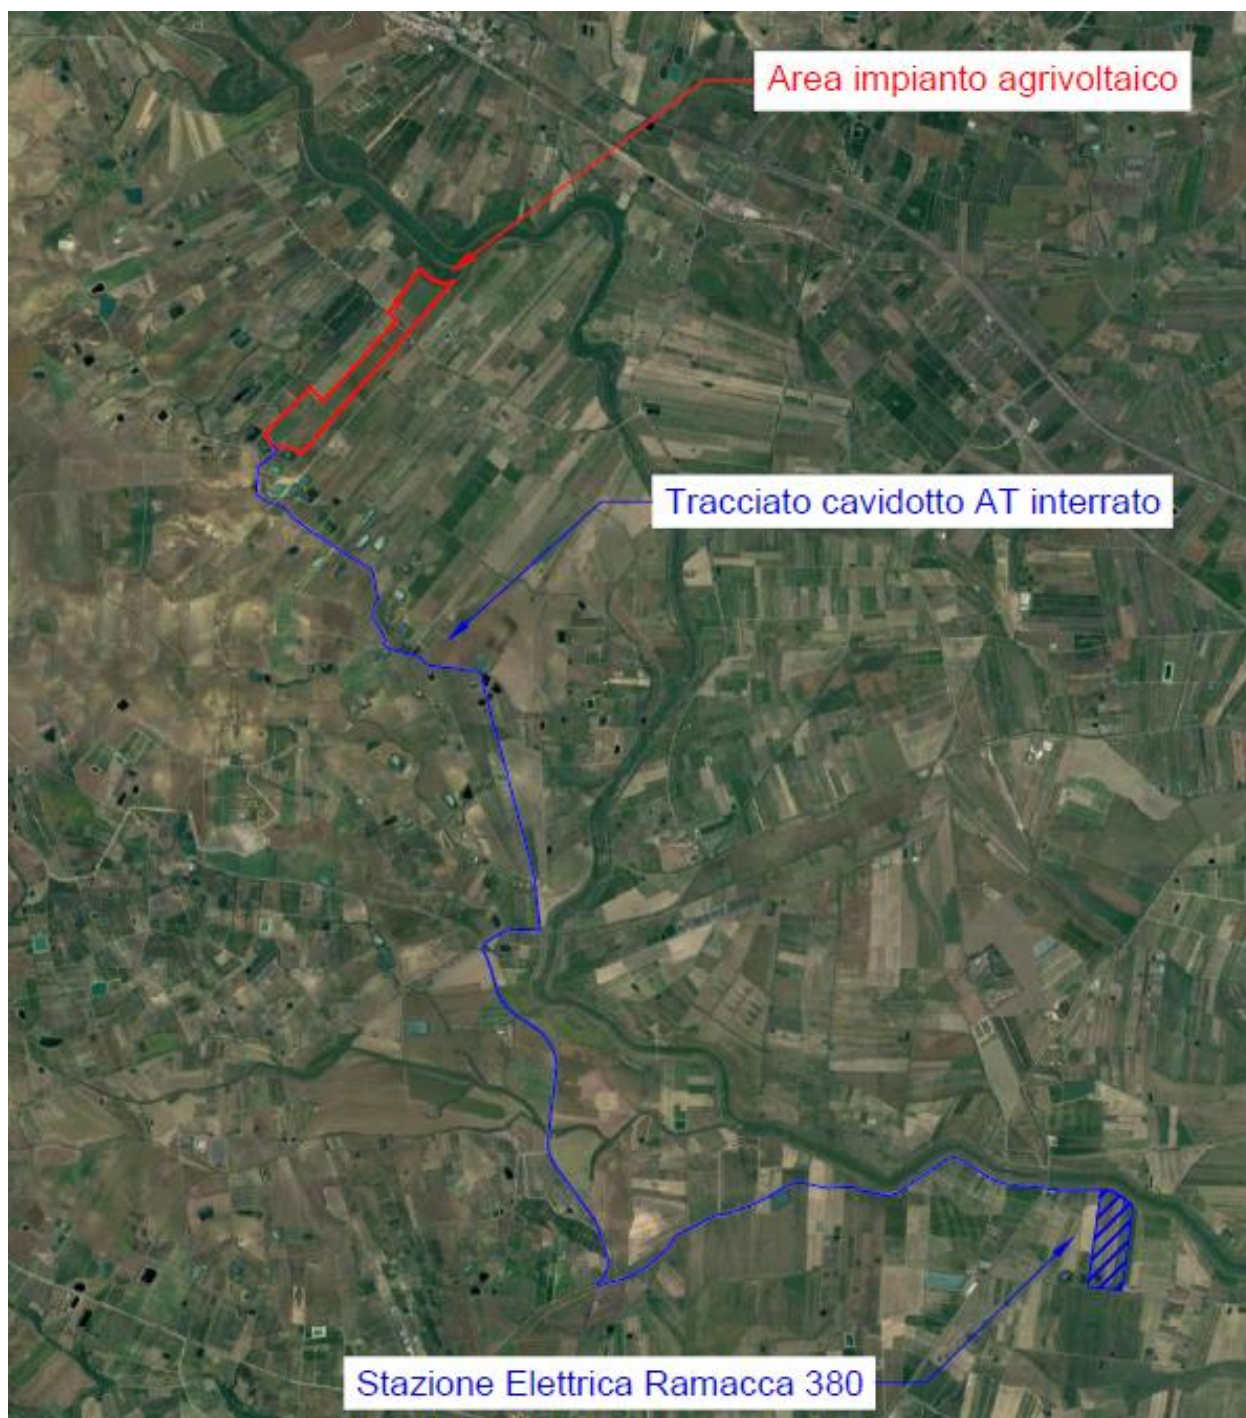 Area impianto agrivoltaico
Tracciato cavidotto AT interrato
Stazione Elettrica Ramacca 380